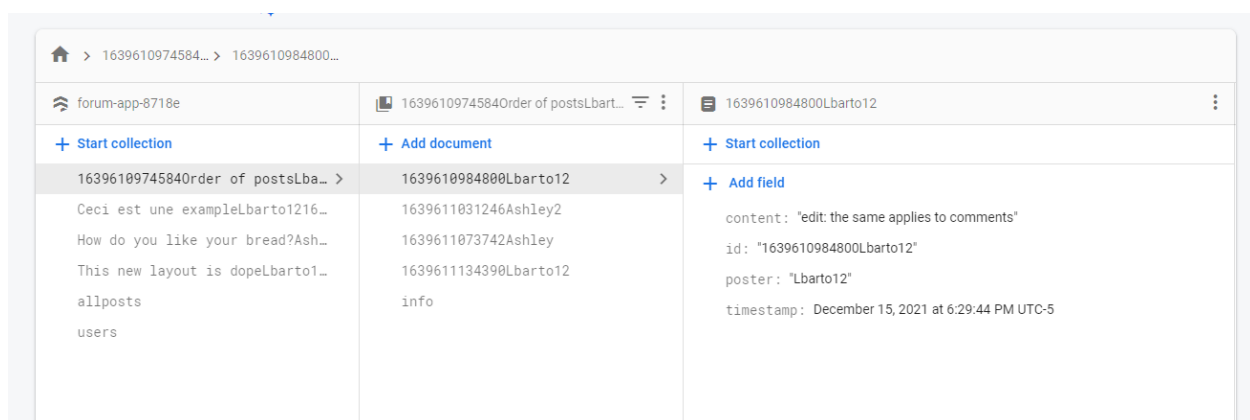 1639610974584... > 1639610984800...
forum-app-8718e
1639610974584Order of postsLbart...
1639610984800Lbarto12
+ Start collection
+ Add document
+ Start collection
1639610974584Order of postsLba... >
Ceci est une exampleLbarto1216...
How do you like your bread?Ash...
This new layout is dopeLbarto1...
allposts
users
1639610984800Lbarto12 >
1639611031246Ashley2
1639611073742Ashley
1639611134390Lbarto12
info
+ Add field
content: "edit: the same applies to comments"
id: "1639610984800Lbarto12"
poster: "Lbarto12"
timestamp: December 15, 2021 at 6:29:44 PM UTC-5